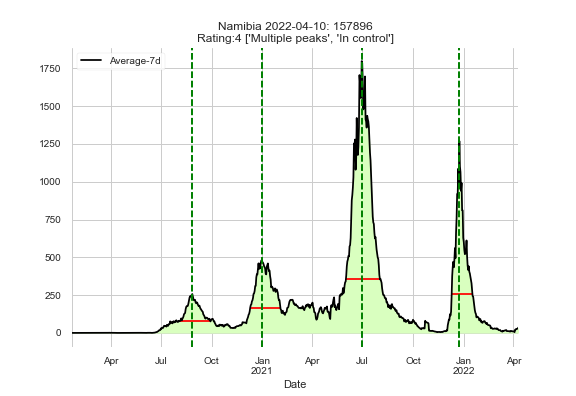 Namibia 2022-04-10: 157896
Rating:4 ['Multiple peaks', 'In control']
Average-7d
1750
1500
1250
1000
750
500
250
0
Apr Jul Oct Jan Apr Jul Oct Jan Apr
2021 2022
Date